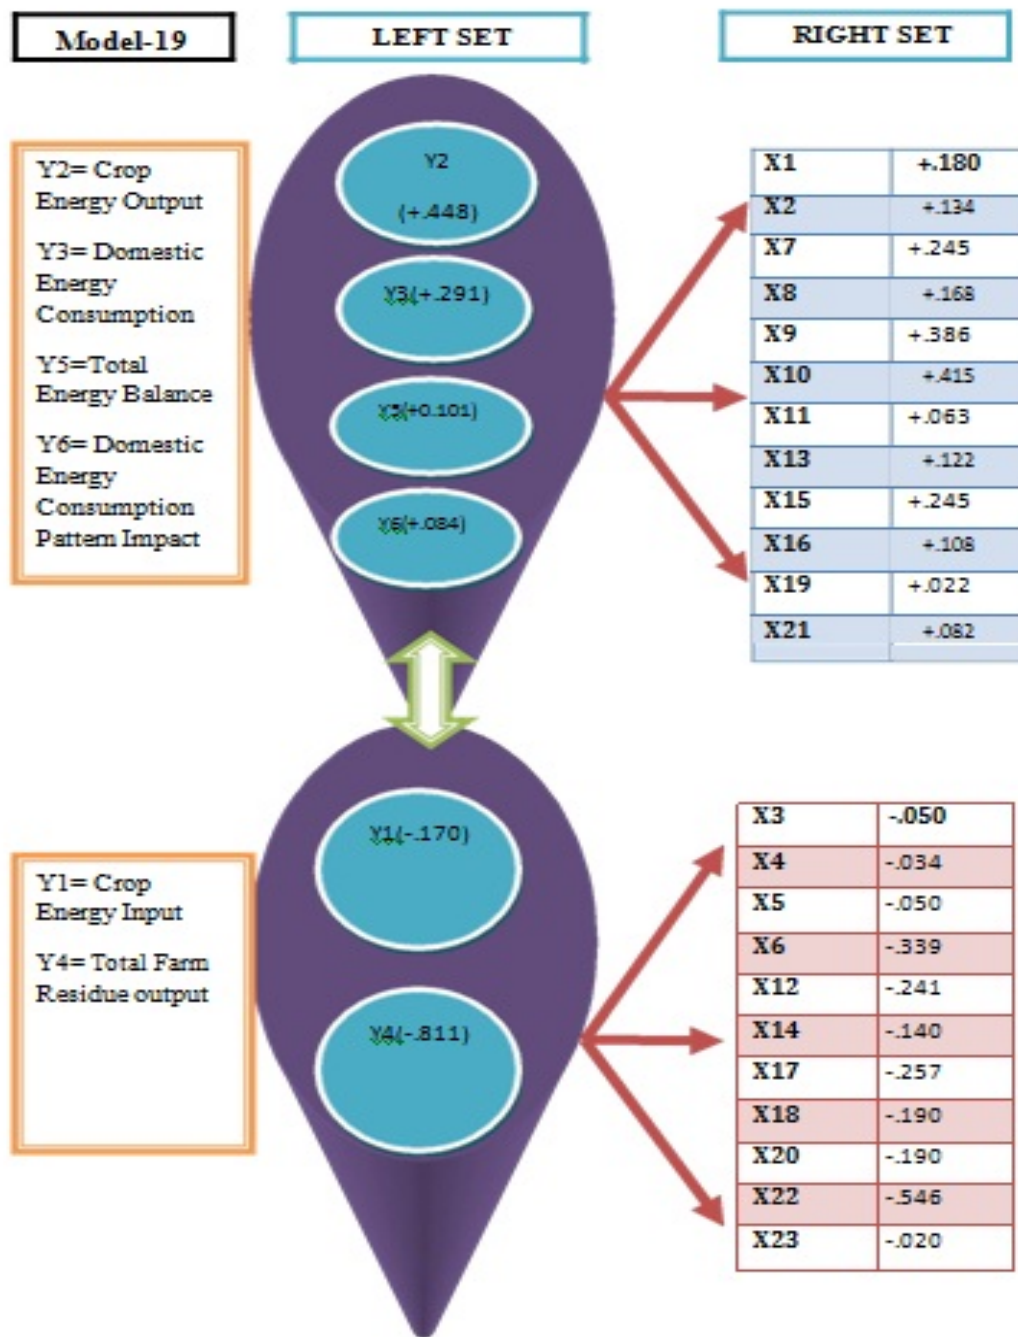 Model-19
LEFT SET
RIGHT SET
Y2= Crop
Energy Output
Y3= Domestic
Energy
Consumption
Y5=Total
Energy Balance
Y6= Domestic
Energy
Consumption
Pattern Impact
Y2
(+.448)
Y3(+.291)
Y5(+0.101)
Y6(+.084)
X1 +.180
X2 +.134
X7 +.245
X8 +.168
X9 +.386
X10 +.415
X11 +.063
X13 +.122
X15 +.245
X16 +.108
X19 +.022
X21 +.082
Y1= Crop
Energy Input
Y4= Total Farm
Residue output
Y1(-.170)
Y4(-.811)
X3 -.050
X4 -.034
X5 -.050
X6 -.339
X12 -.241
X14 -.140
X17 -.257
X18 -.190
X20 -.190
X22 -.546
X23 -.020